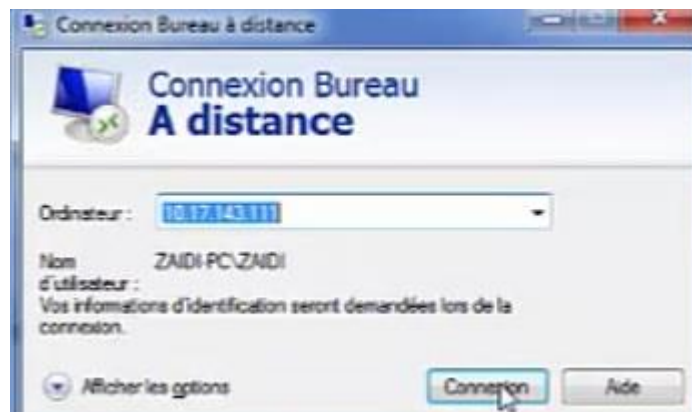 Connexion Bureau à distance
Connexion Bureau
A distance
Ordinateur : 10.17.143.111
Nom d'utilisateur : ZAIDI-PC\ZAIDI
Vos informations d'identification seront demandées lors de la
connexion.
Afficher les options Connexion Aide